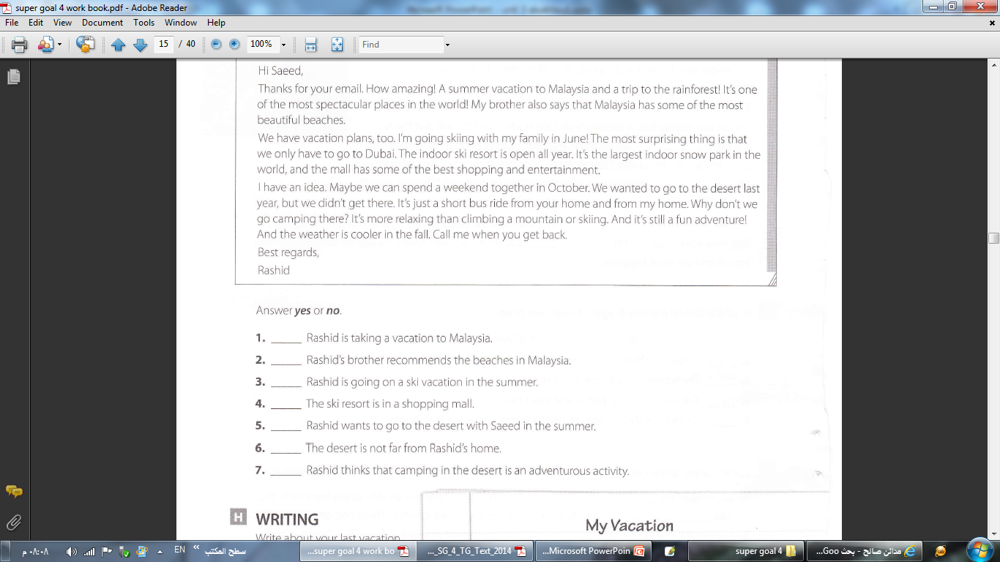 super goal 4 work book.pdf - Adobe Reader
File Edit View Document Tools Window Help
15 / 40 100% Find
Hi Saeed,
Thanks for your email. How amazing! A summer vacation to Malaysia and a trip to the rainforest! It's one
of the most spectacular places in the world! My brother also says that Malaysia has some of the most
beautiful beaches.
We have vacation plans, too. I'm going skiing with my family in June! The most surprising thing is that
we only have to go to Dubai. The indoor ski resort is open all year. It's the largest indoor snow park in the
world, and the mall has some of the best shopping and entertainment.
I have an idea. Maybe we can spend a weekend together in October. We wanted to go to the desert last
year, but we didn't get there. It's just a short bus ride from your home and from my home. Why don't we
go camping there? It's more relaxing than climbing a mountain or skiing. And it's still a fun adventure!
And the weather is cooler in the fall. Call me when you get back.
Best regards,
Rashid
Answer yes or no.
1. _____ Rashid is taking a vacation to Malaysia.
2. _____ Rashid's brother recommends the beaches in Malaysia.
3. _____ Rashid is going on a ski vacation in the summer.
4. _____ The ski resort is in a shopping mall.
5. _____ Rashid wants to go to the desert with Saeed in the summer.
6. _____ The desert is not far from Rashid's home.
7. _____ Rashid thinks that camping in the desert is an adventurous activity.
H WRITING
My Vacation
Write about your last vacation
٠٨:٠٨ م EN سطح المكتب « ...super goal 4 work bo ..._SG_4_TG_Text_2014 ...Microsoft PowerPoin super goal 4 ...Goo مدائن صالح - بحث